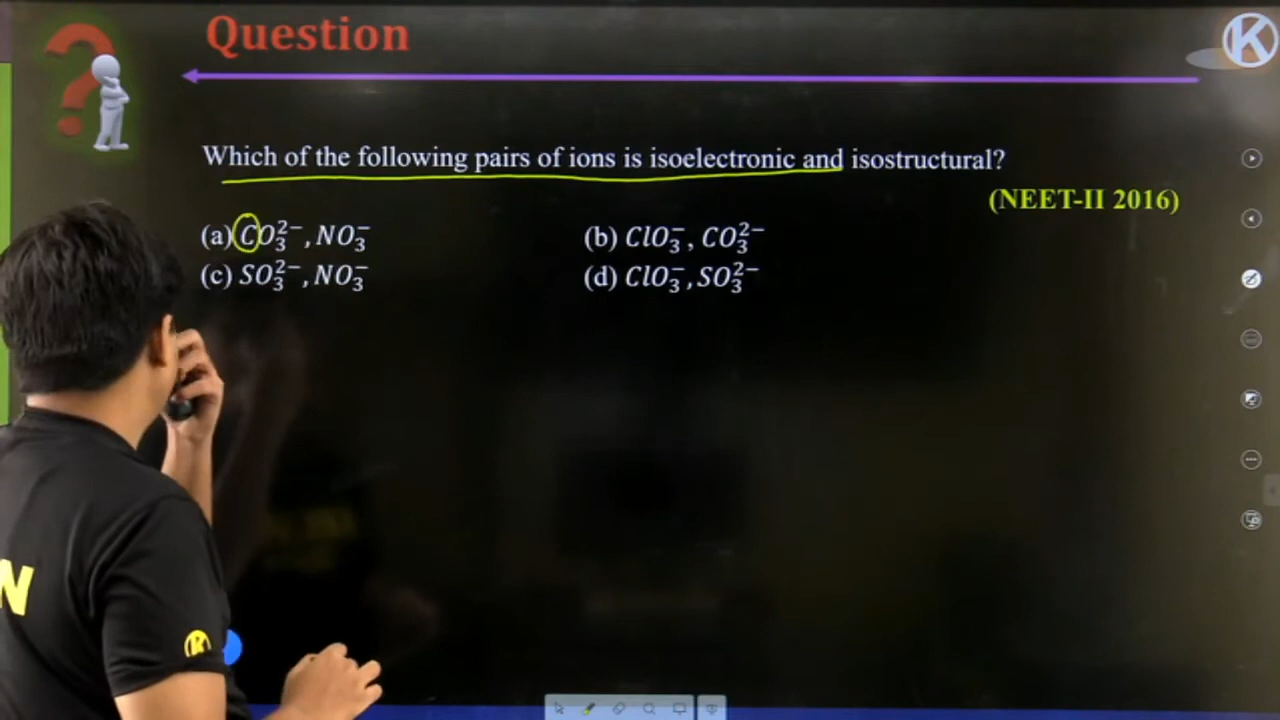 Question
Which of the following pairs of ions is isoelectronic and isostructural?
(NEET-II 2016)
(a) CO₃²⁻, NO₃⁻
(b) ClO₃⁻, CO₃²⁻
(c) SO₃²⁻, NO₃⁻
(d) ClO₃⁻, SO₃²⁻
K
N
K